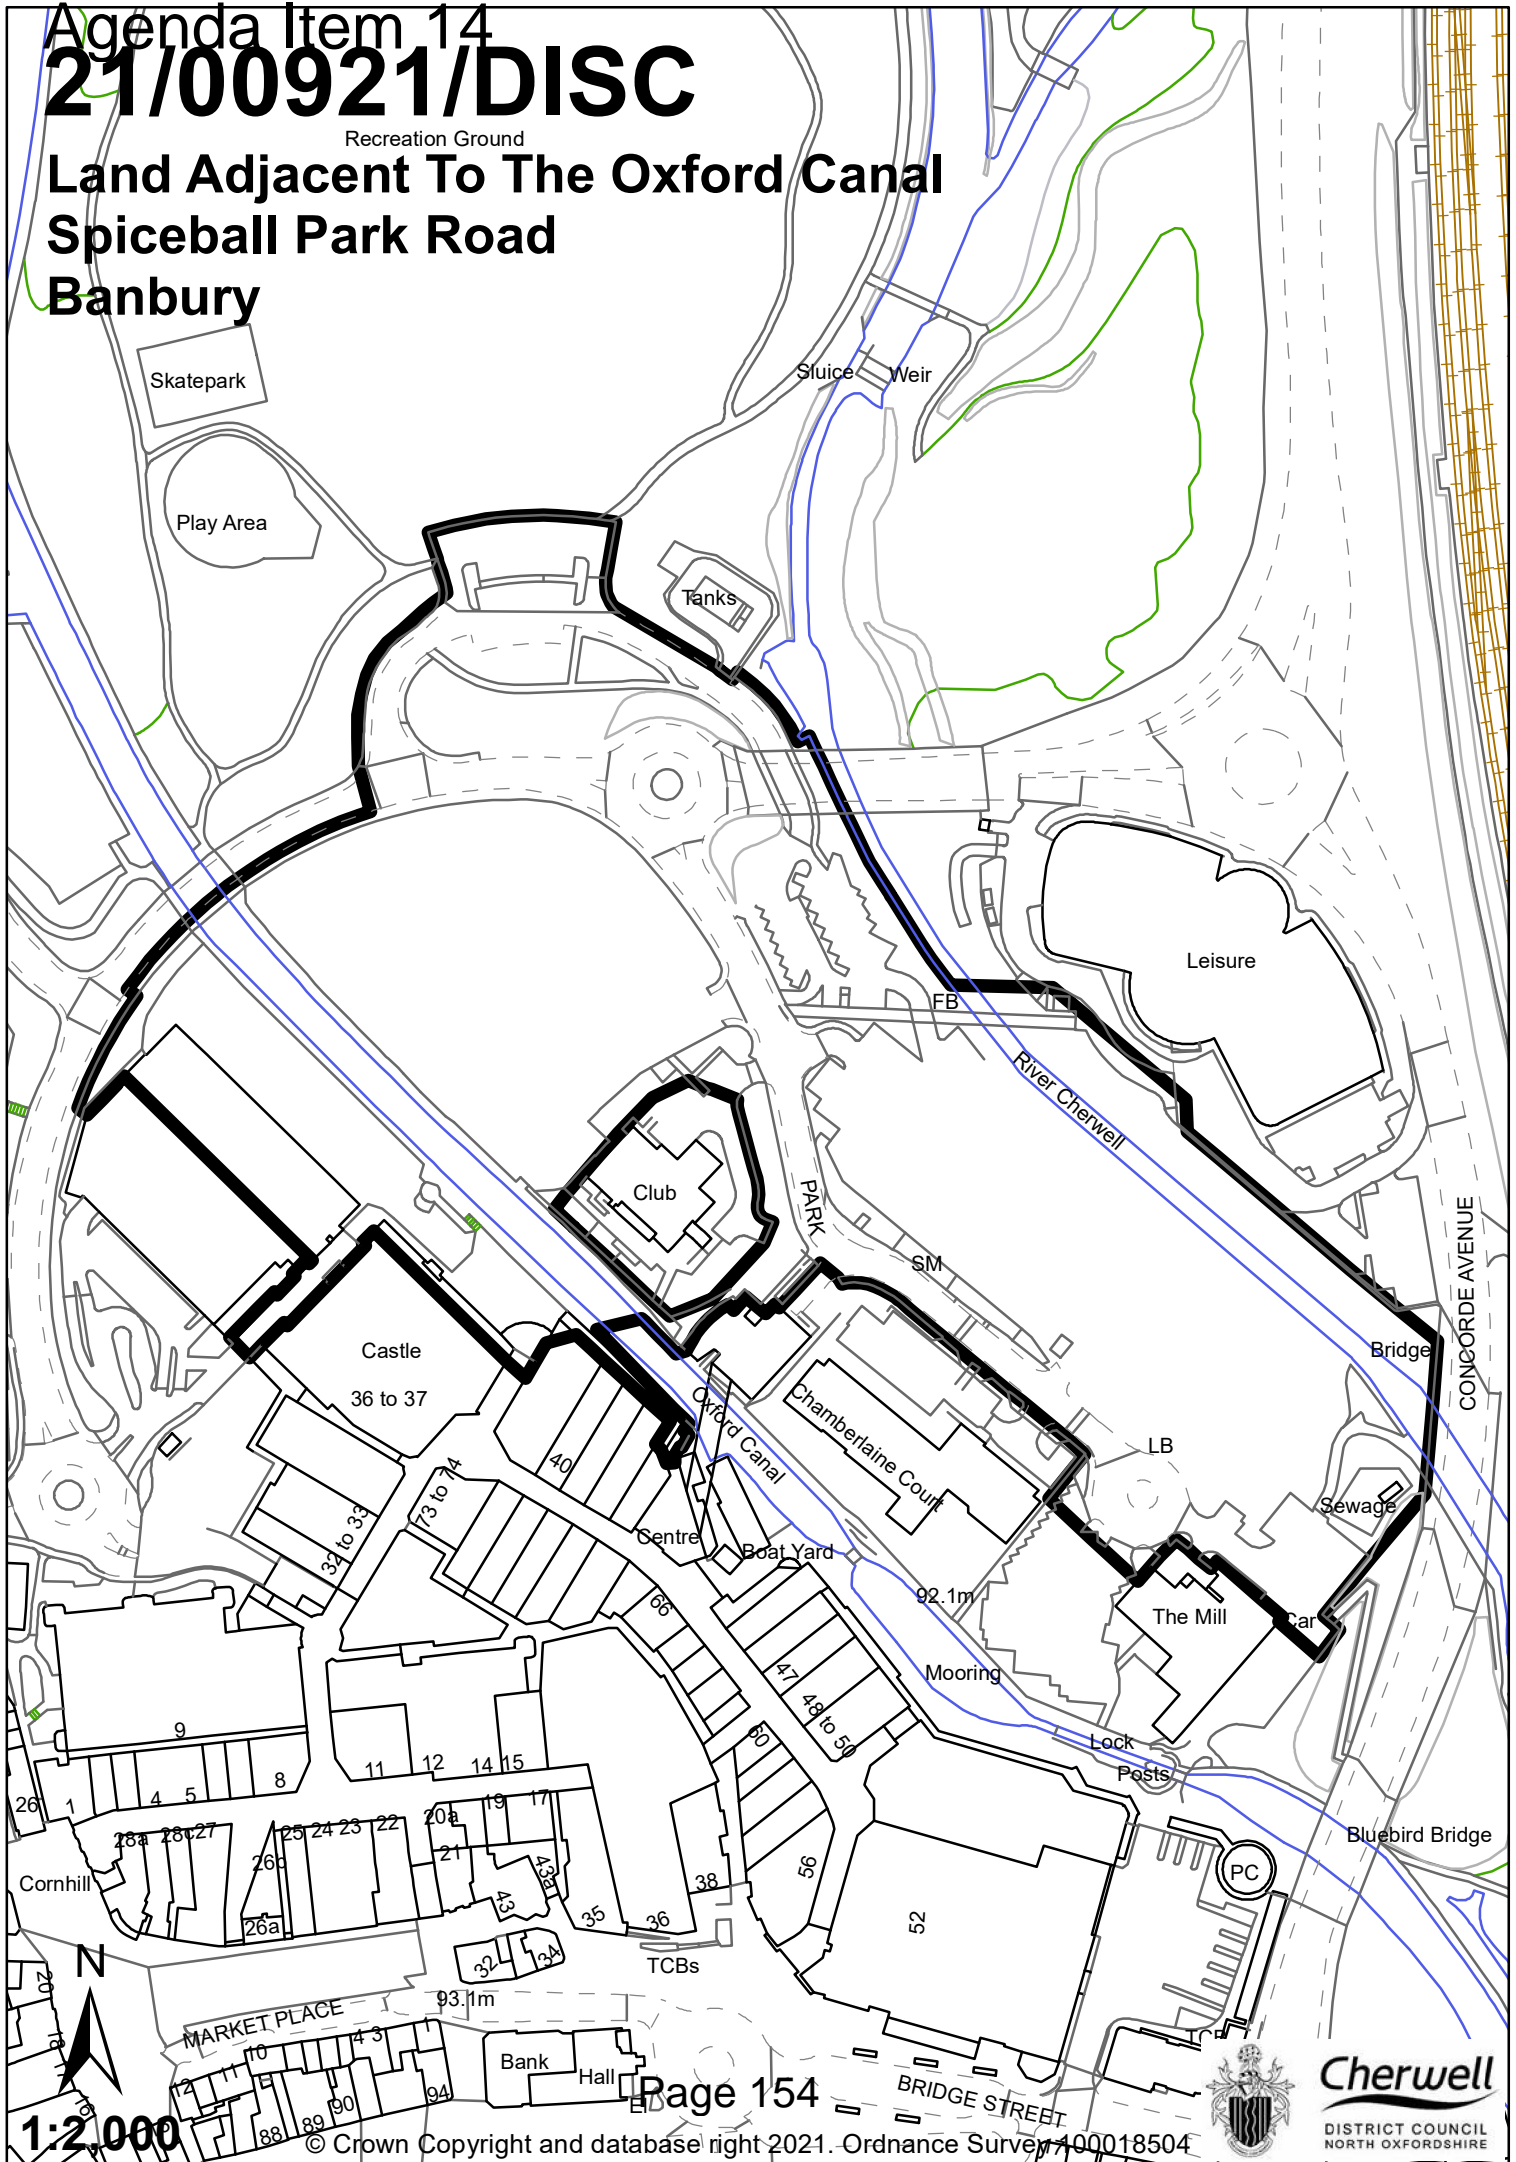 Agenda Item 14
21/00921/DISC
Recreation Ground
Land Adjacent To The Oxford Canal
Spiceball Park Road
Banbury
Skatepark
Sluice
Weir
Play Area
Tanks
Leisure
FB
River Cherwell
Club
PARK
SM
CONCORDE AVENUE
Castle
36 to 37
Bridge
Oxford Canal
Chamberlaine Court
LB
40
73 to 74
Sewage
32 to 33
Centre
Boat Yard
92.1m
66
The Mill
Car
47
48 to 50
Mooring
60
Lock
Posts
9
11
12
14
15
8
26
1
4
5
28a
28c
27
25
24
23
22
20a
19
17
21
26c
43a
43
56
38
Bluebird Bridge
PC
Cornhill
26a
35
36
52
32
34
TCBs
N
20
93.1m
MARKET PLACE
18
10
4
3
1
11
12
16
Bank
Hall
El
Page 154
BRIDGE STREET
88
89
90
94
1:2,000
© Crown Copyright and database right 2021. Ordnance Survey 100018504
Cherwell
DISTRICT COUNCIL
NORTH OXFORDSHIRE